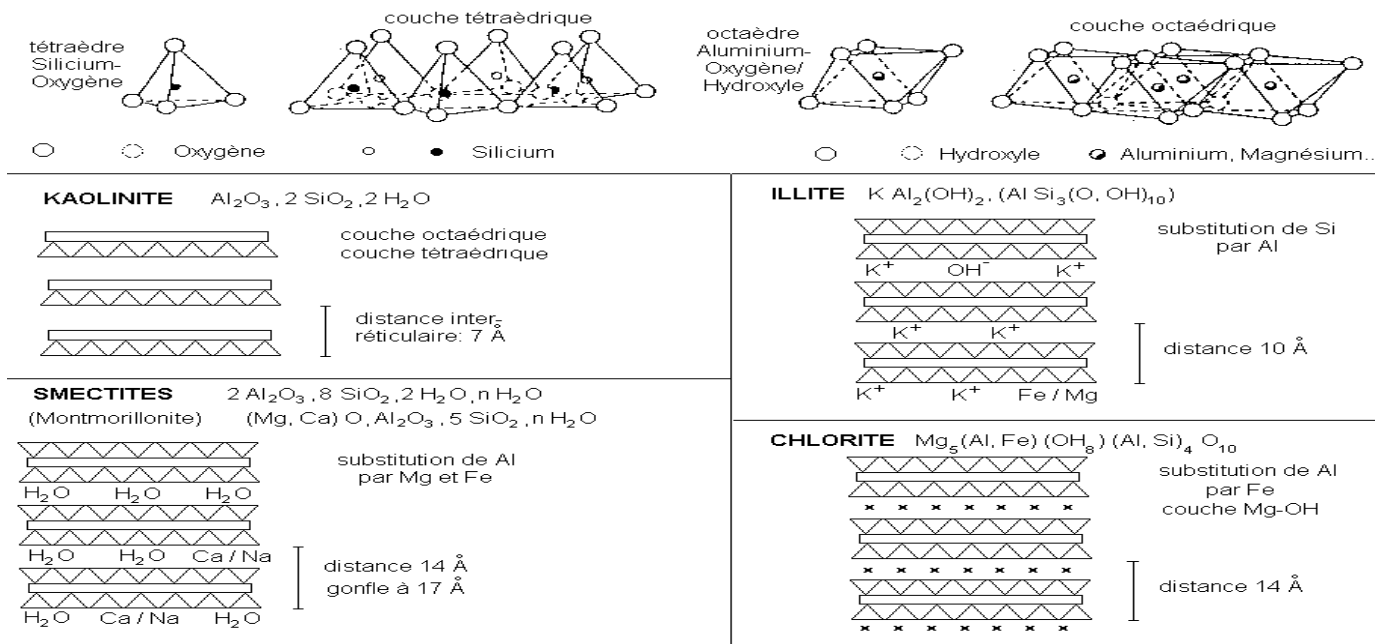 couche tétraèdrique
tétraèdre
Silicium-
Oxygène
Oxygène
Silicium
couche octaédrique
octaèdre
Aluminium-
Oxygène/
Hydroxyle
Hydroxyle
Aluminium, Magnésium..
KAOLINITE Al₂O₃, 2 SiO₂, 2 H₂O
couche octaédrique
couche tètraédrique
distance inter-
réticulaire: 7 Å
ILLITE K Al₂(OH)₂, (Al Si₃(O, OH)₁₀)
substitution de Si
par Al
K⁺ OH⁻ K⁺
K⁺ K⁺
distance 10 Å
K⁺ K⁺ Fe / Mg
SMECTITES 2 Al₂O₃, 8 SiO₂, 2 H₂O, n H₂O
(Montmorillonite) (Mg, Ca) O, Al₂O₃, 5 SiO₂, n H₂O
substitution de Al
par Mg et Fe
H₂O H₂O H₂O
H₂O H₂O Ca / Na
distance 14 Å
gonfle à 17 Å
H₂O Ca / Na H₂O
CHLORITE Mg₅(Al, Fe) (OH₈) (Al, Si)₄ O₁₀
substitution de Al
par Fe
couche Mg-OH
distance 14 Å